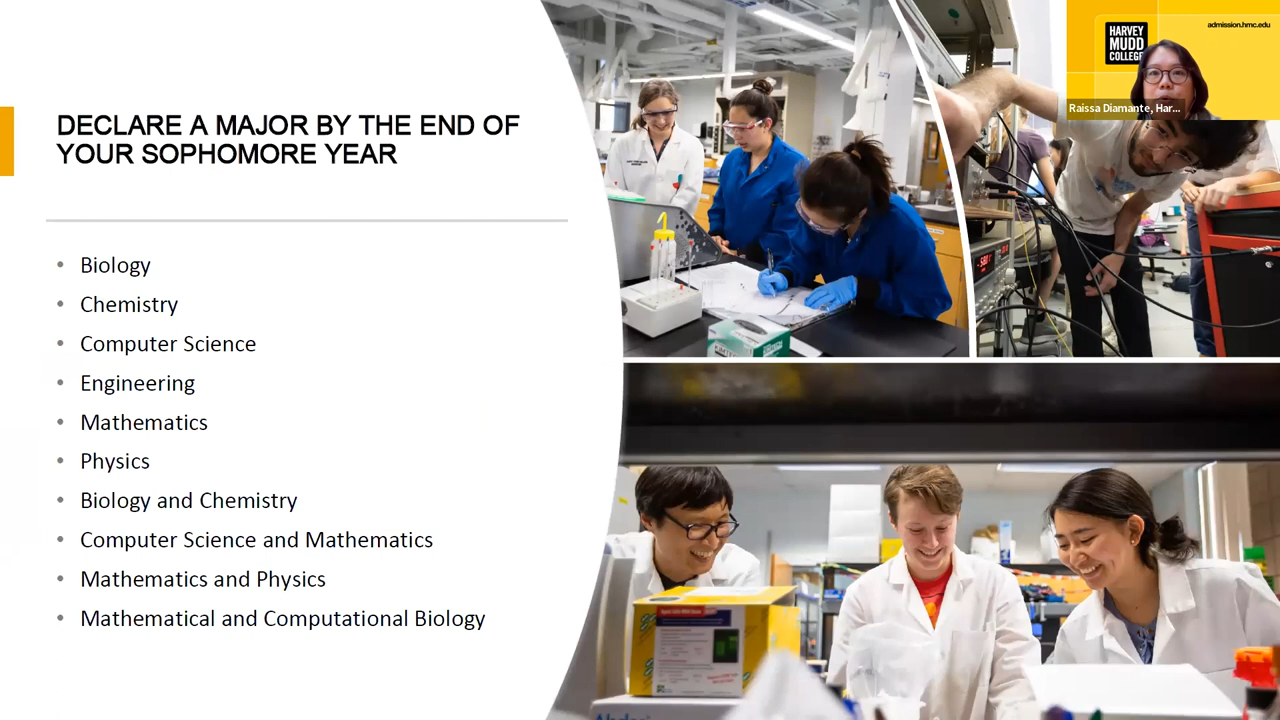 DECLARE A MAJOR BY THE END OF
YOUR SOPHOMORE YEAR
• Biology
• Chemistry
• Computer Science
• Engineering
• Mathematics
• Physics
• Biology and Chemistry
• Computer Science and Mathematics
• Mathematics and Physics
• Mathematical and Computational Biology
HARVEY
MUDD
COLLEGE
admission.hmc.edu
Raissa Diamante, Har...